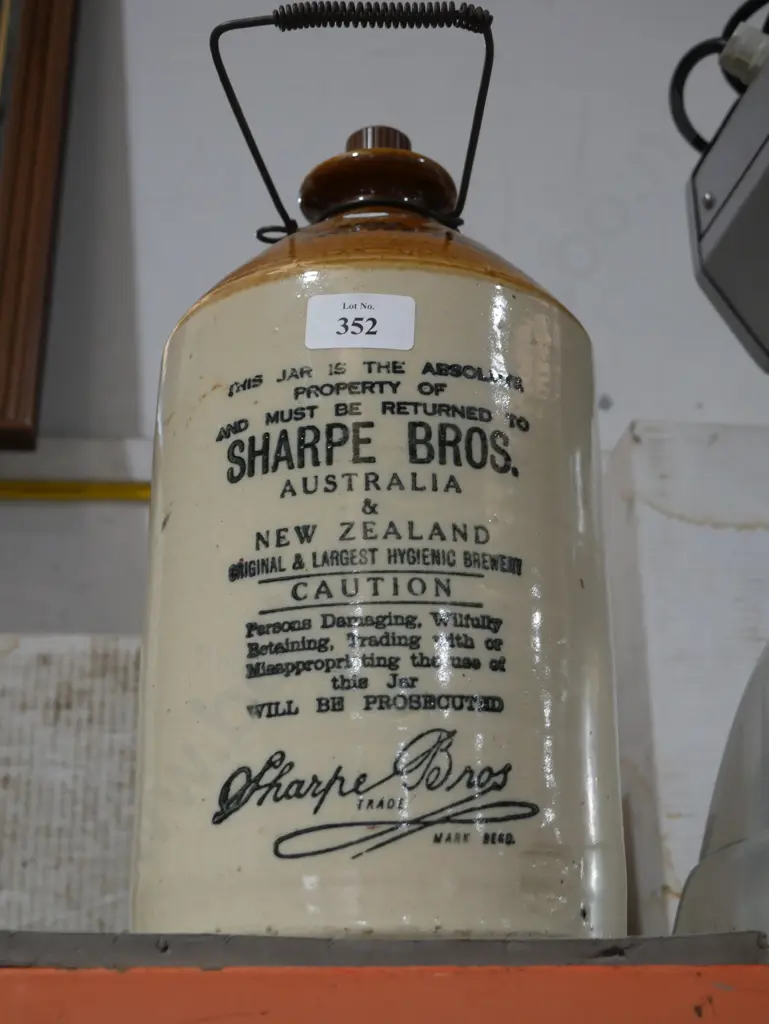 Lot No.
352
THIS JAR IS THE ABSOLUTE
PROPERTY OF
AND MUST BE RETURNED TO
SHARPE BROS.
AUSTRALIA
&
NEW ZEALAND
ORIGINAL & LARGEST HYGIENIC BREWERY
CAUTION
Persons Damaging, Wilfully
Detaining, Trading with or
Misappropriating the use of
this Jar
WILL BE PROSECUTED
Sharpe Bros
TRADE
MARK REGD.